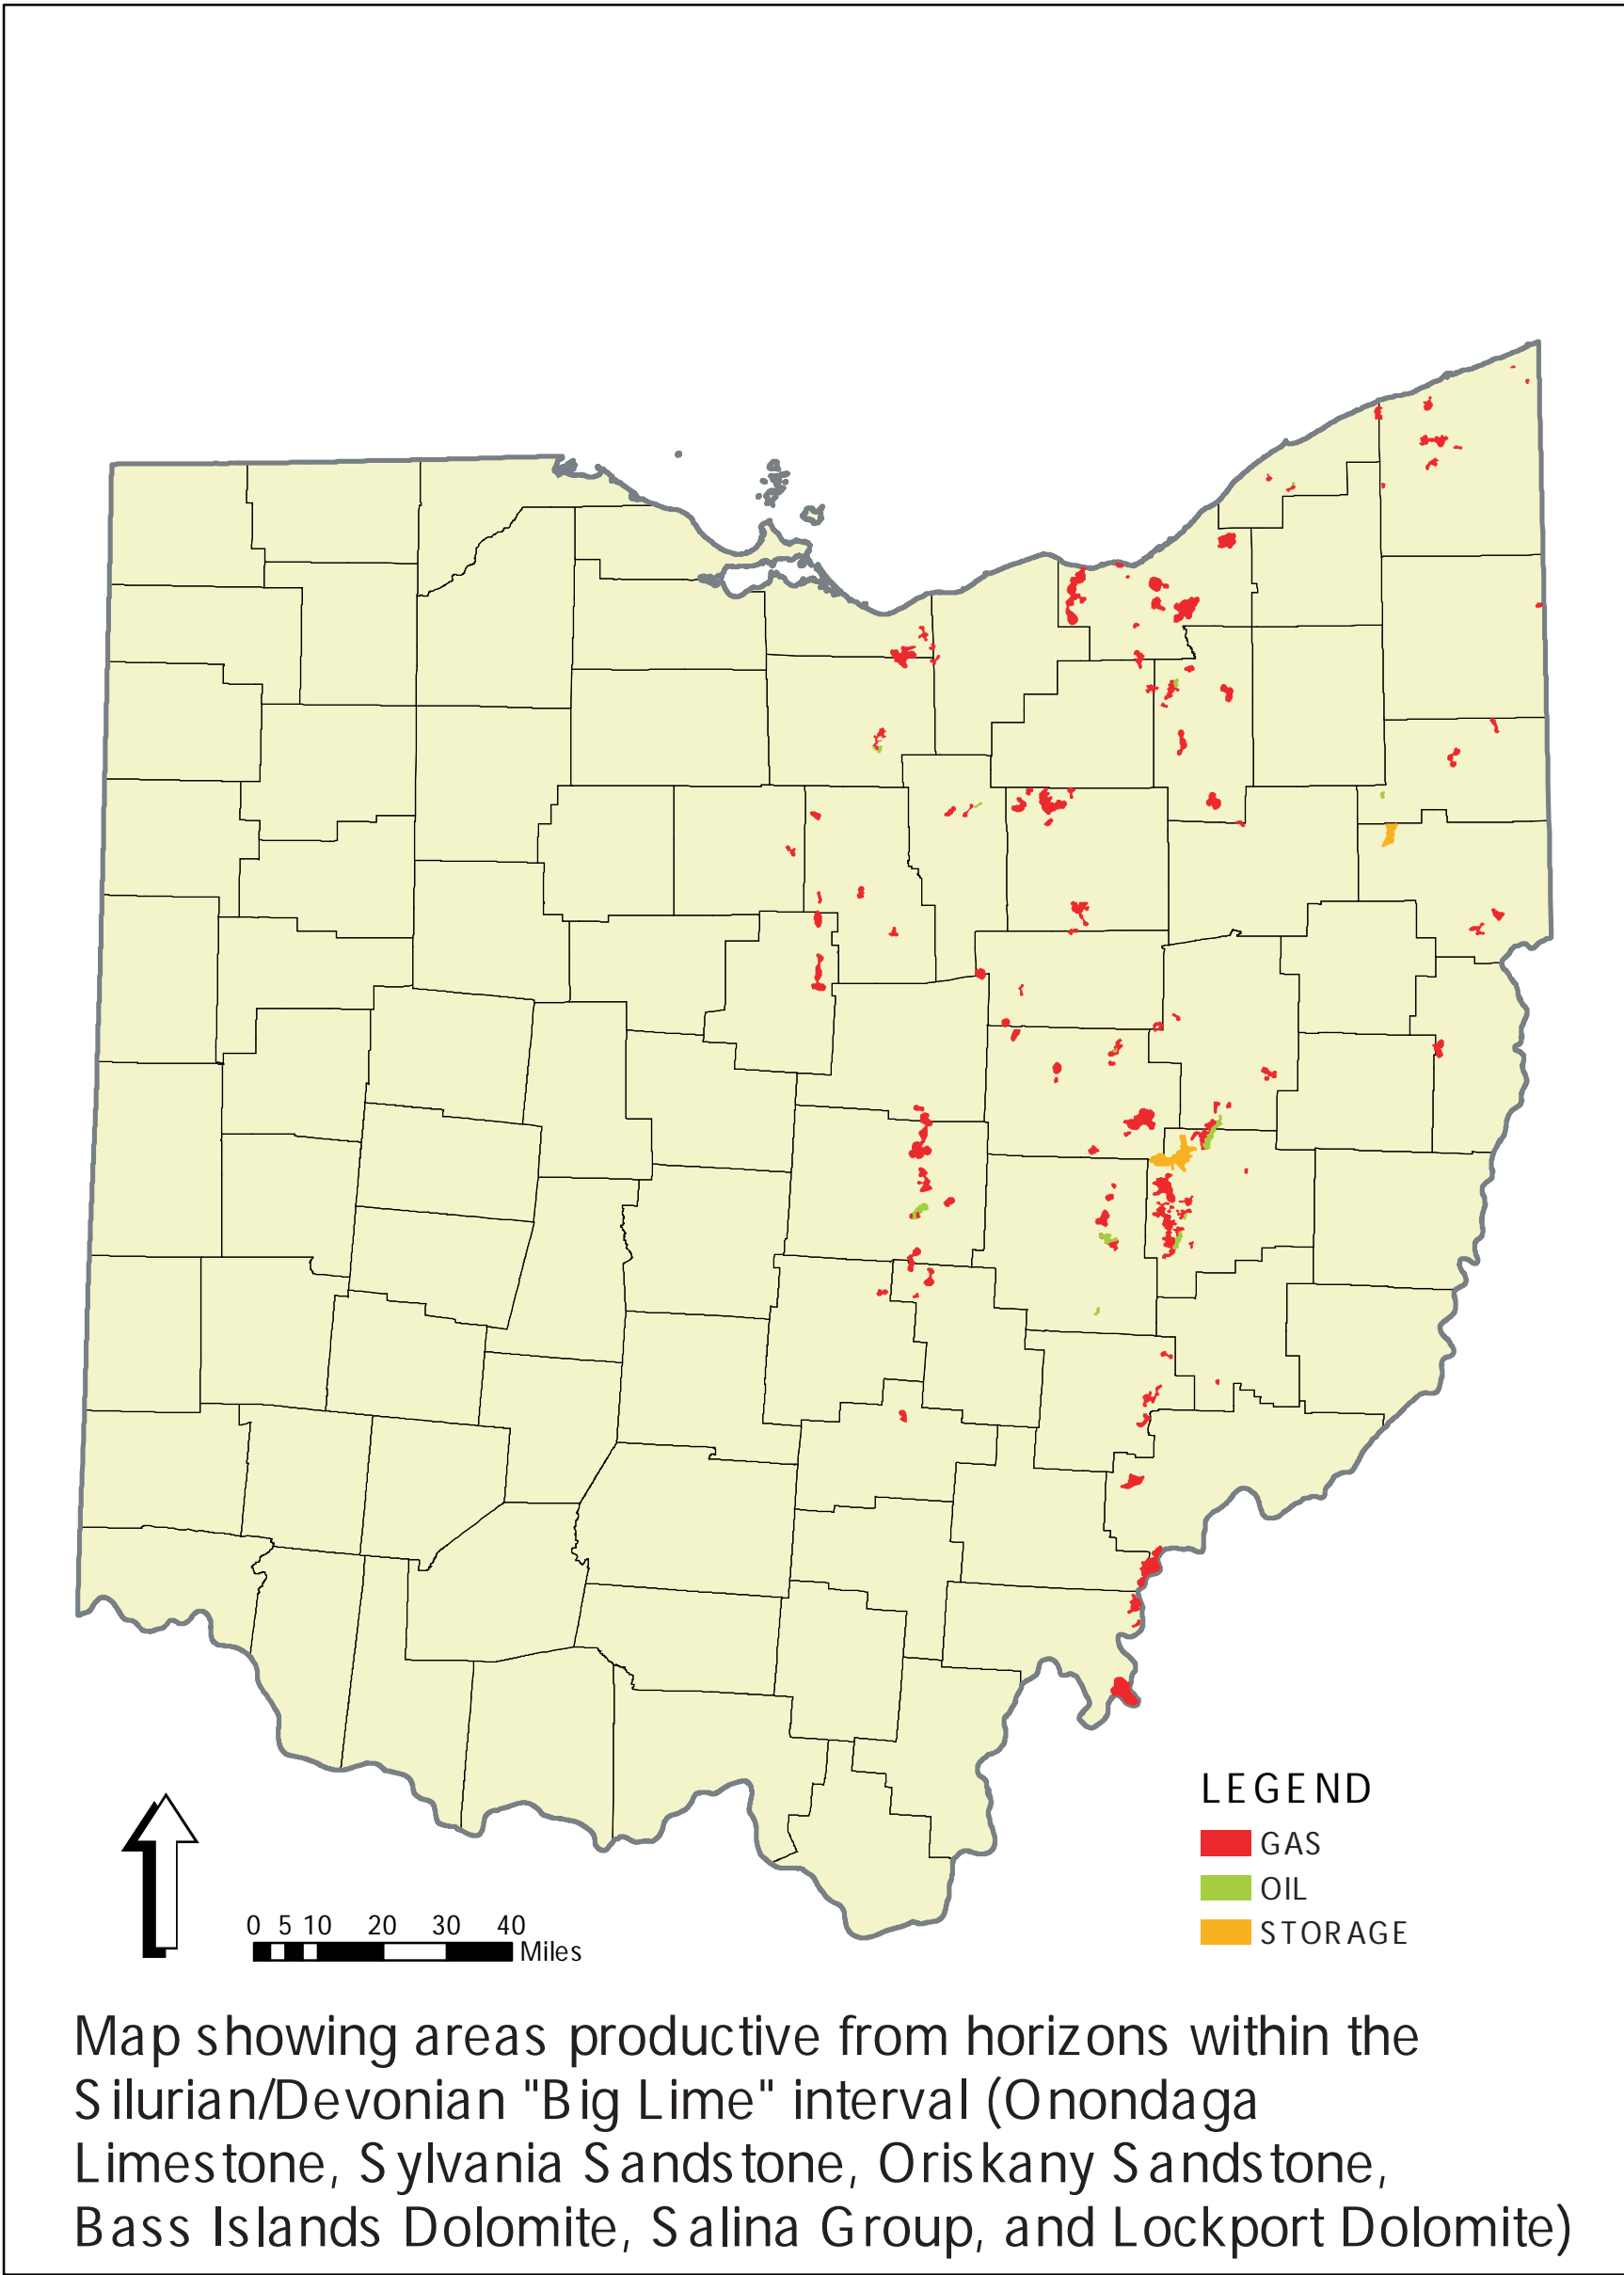 LEGEND
GAS
OIL
STORAGE
0 5 10 20 30 40
Miles
Map showing areas productive from horizons within the
Silurian/Devonian "Big Lime" interval (Onondaga
Limestone, Sylvania Sandstone, Oriskany Sandstone,
Bass Islands Dolomite, Salina Group, and Lockport Dolomite)